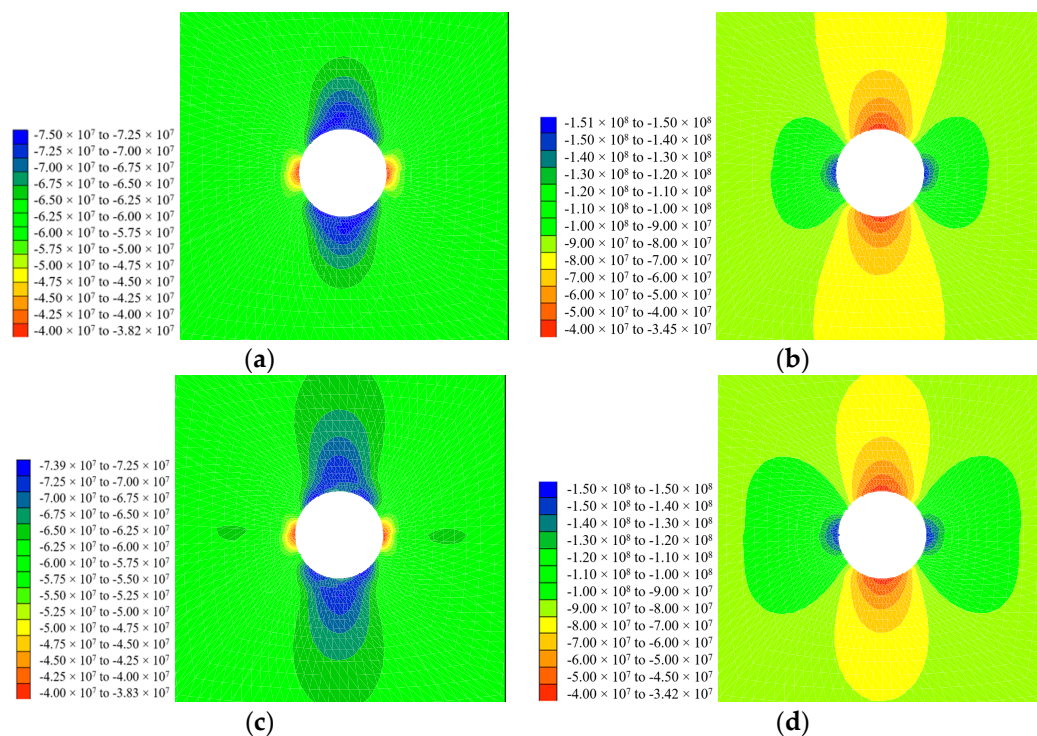 -7.50 × 10⁷ to -7.25 × 10⁷
-7.25 × 10⁷ to -7.00 × 10⁷
-7.00 × 10⁷ to -6.75 × 10⁷
-6.75 × 10⁷ to -6.50 × 10⁷
-6.50 × 10⁷ to -6.25 × 10⁷
-6.25 × 10⁷ to -6.00 × 10⁷
-6.00 × 10⁷ to -5.75 × 10⁷
-5.75 × 10⁷ to -5.00 × 10⁷
-5.00 × 10⁷ to -4.75 × 10⁷
-4.75 × 10⁷ to -4.50 × 10⁷
-4.50 × 10⁷ to -4.25 × 10⁷
-4.25 × 10⁷ to -4.00 × 10⁷
-4.00 × 10⁷ to -3.82 × 10⁷
(a)
-1.51 × 10⁸ to -1.50 × 10⁸
-1.50 × 10⁸ to -1.40 × 10⁸
-1.40 × 10⁸ to -1.30 × 10⁸
-1.30 × 10⁸ to -1.20 × 10⁸
-1.20 × 10⁸ to -1.10 × 10⁸
-1.10 × 10⁸ to -1.00 × 10⁸
-1.00 × 10⁸ to -9.00 × 10⁷
-9.00 × 10⁷ to -8.00 × 10⁷
-8.00 × 10⁷ to -7.00 × 10⁷
-7.00 × 10⁷ to -6.00 × 10⁷
-6.00 × 10⁷ to -5.00 × 10⁷
-5.00 × 10⁷ to -4.00 × 10⁷
-4.00 × 10⁷ to -3.45 × 10⁷
(b)
-7.39 × 10⁷ to -7.25 × 10⁷
-7.25 × 10⁷ to -7.00 × 10⁷
-7.00 × 10⁷ to -6.75 × 10⁷
-6.75 × 10⁷ to -6.50 × 10⁷
-6.50 × 10⁷ to -6.25 × 10⁷
-6.25 × 10⁷ to -6.00 × 10⁷
-6.00 × 10⁷ to -5.75 × 10⁷
-5.75 × 10⁷ to -5.50 × 10⁷
-5.50 × 10⁷ to -5.25 × 10⁷
-5.25 × 10⁷ to -5.00 × 10⁷
-5.00 × 10⁷ to -4.75 × 10⁷
-4.75 × 10⁷ to -4.50 × 10⁷
-4.50 × 10⁷ to -4.25 × 10⁷
-4.25 × 10⁷ to -4.00 × 10⁷
-4.00 × 10⁷ to -3.83 × 10⁷
(c)
-1.50 × 10⁸ to -1.50 × 10⁸
-1.50 × 10⁸ to -1.40 × 10⁸
-1.40 × 10⁸ to -1.30 × 10⁸
-1.30 × 10⁸ to -1.20 × 10⁸
-1.20 × 10⁸ to -1.10 × 10⁸
-1.10 × 10⁸ to -1.00 × 10⁸
-1.00 × 10⁸ to -9.00 × 10⁷
-9.00 × 10⁷ to -8.00 × 10⁷
-8.00 × 10⁷ to -7.00 × 10⁷
-7.00 × 10⁷ to -6.00 × 10⁷
-6.00 × 10⁷ to -5.00 × 10⁷
-5.00 × 10⁷ to -4.50 × 10⁷
-4.00 × 10⁷ to -3.42 × 10⁷
(d)